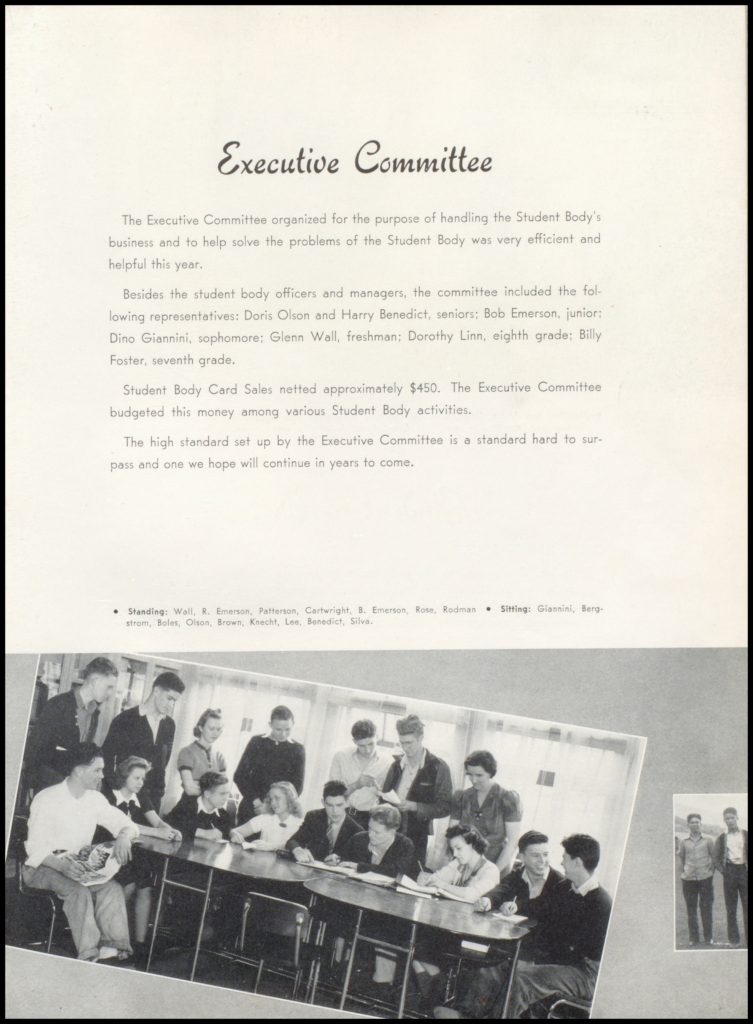 Executive Committee
The Executive Committee organized for the purpose of handling the Student Body's
business and to help solve the problems of the Student Body was very efficient and
helpful this year.
Besides the student body officers and managers, the committee included the fol-
lowing representatives: Doris Olson and Harry Benedict, seniors; Bob Emerson, junior;
Dino Giannini, sophomore; Glenn Wall, freshman; Dorothy Linn, eighth grade; Billy
Foster, seventh grade.
Student Body Card Sales netted approximately $450. The Executive Committee
budgeted this money among various Student Body activities.
The high standard set up by the Executive Committee is a standard hard to sur-
pass and one we hope will continue in years to come.
• Standing: Wall, R. Emerson, Patterson, Cartwright, B. Emerson, Rose, Rodman • Sitting: Giannini, Berg-
strom, Boles, Olson, Brown, Knecht, Lee, Benedict, Silva.